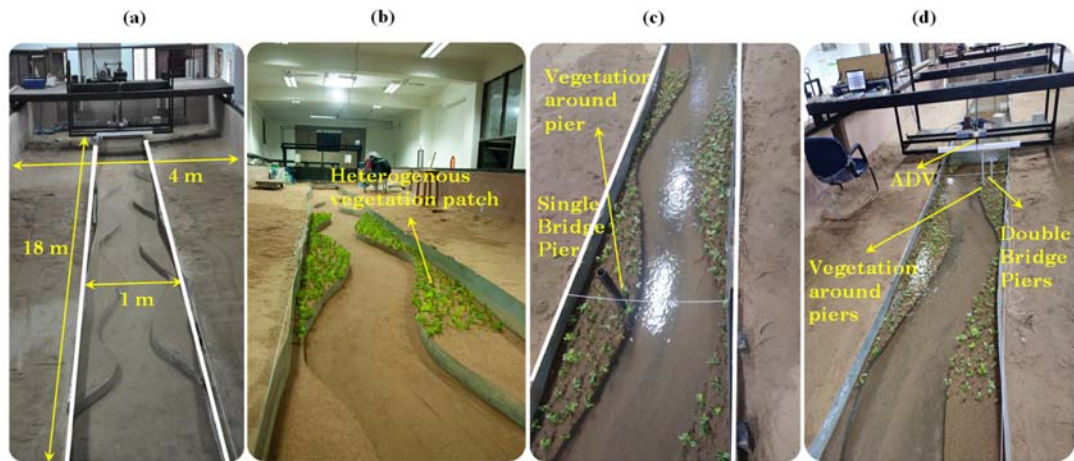 (a)
(b)
(c)
(d)
4 m
18 m
1 m
Heterogenous
vegetation patch
Vegetation
around
pier
Single
Bridge
Pier
ADV
Vegetation
around
piers
Double
Bridge
Piers